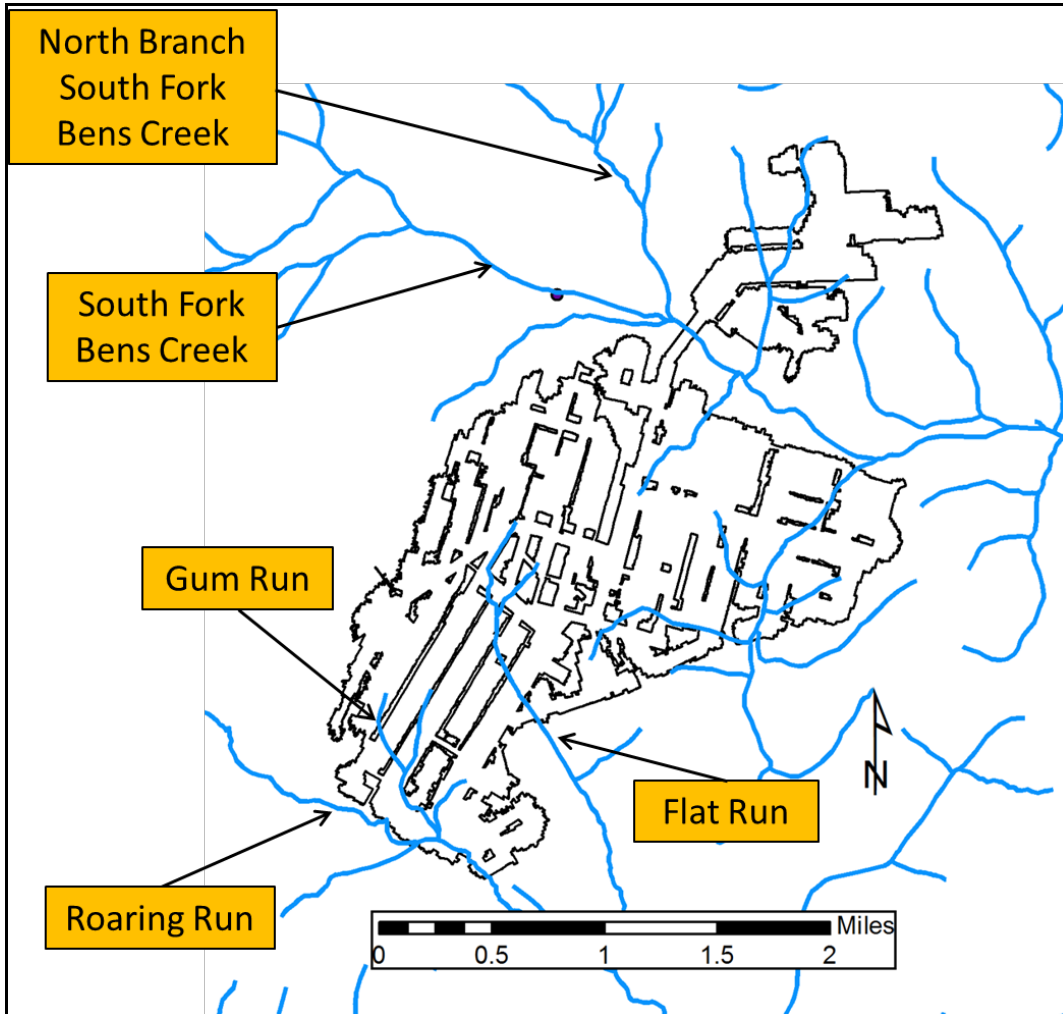 North Branch
South Fork
Bens Creek
South Fork
Bens Creek
Gum Run
N
Flat Run
Roaring Run
Miles
0 0.5 1 1.5 2